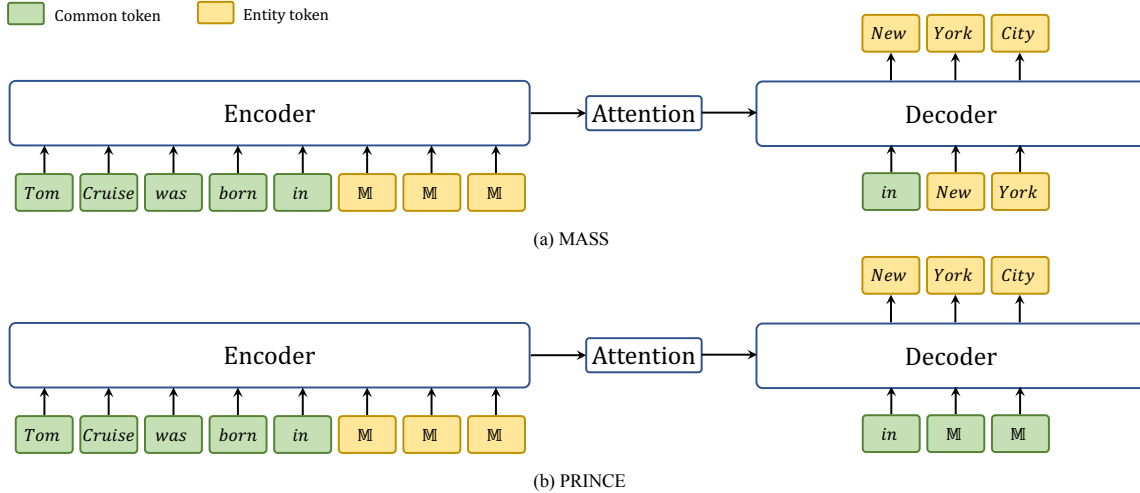 Common token Entity token
New York City
Encoder Attention Decoder
Tom Cruise was born in 𝕄 𝕄 𝕄 in New York
(a) MASS
New York City
Encoder Attention Decoder
Tom Cruise was born in 𝕄 𝕄 𝕄 in 𝕄 𝕄
(b) PRINCE